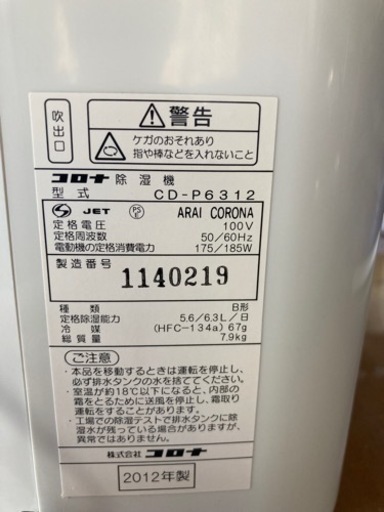 吹出口
警告
ケガのおそれあり
指や棒などを入れないこと
コロナ 除湿機
型式 CD-P6312
JET PSE ARAI CORONA
定格電圧 100V
定格周波数 50/60Hz
電動機の定格消費電力 175/185W
製造番号 1140219
種類 B形
定格除湿能力 5.6/6.3L/日
冷媒 (HFC-134a) 67g
総質量 7.9kg
ご注意
・本品を移動するときは運転を停止し、
必ず排水タンクの水を捨ててください。
・室温が約18℃以下になると、内部の
霜をとるために送風を停止し、霜取り
運転をすることがあります。
・工場での除湿テストで排水タンクに除
湿水が残っている場合がありますが、
異常ではありません。
株式会社 コロナ
2012年製